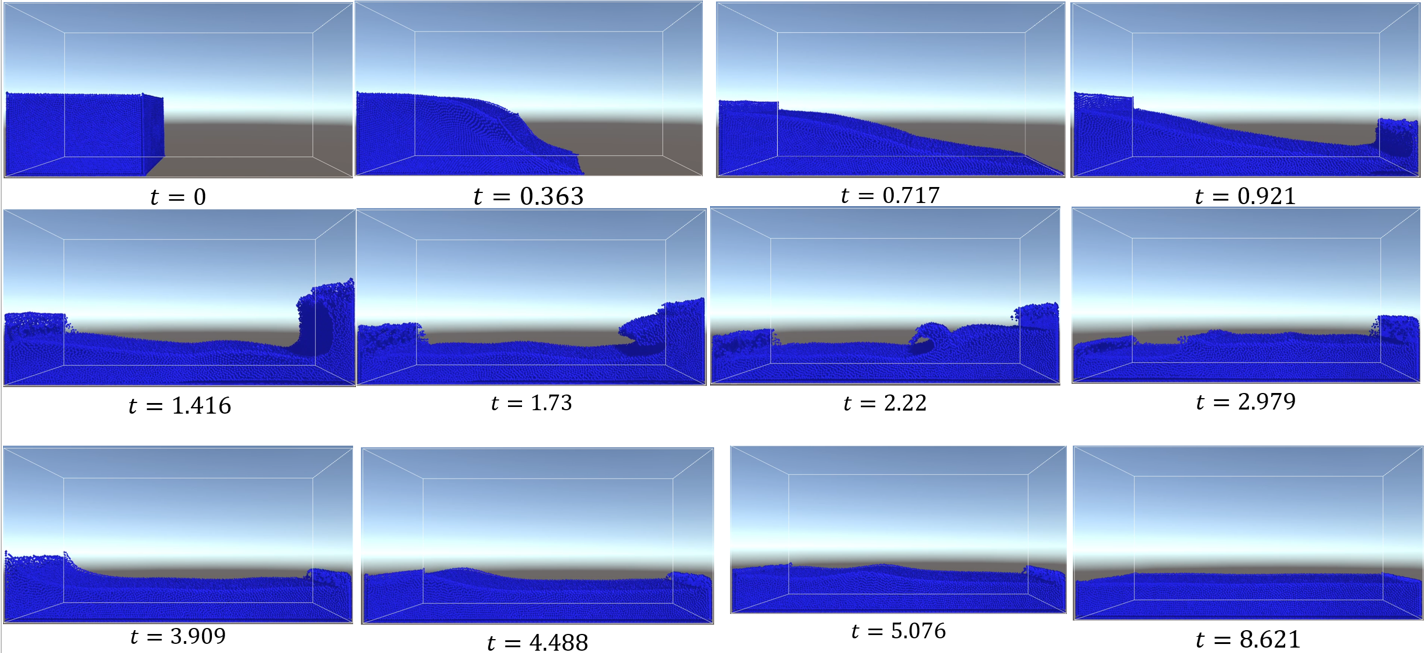 t = 0
t = 0.363
t = 0.717
t = 0.921
t = 1.416
t = 1.73
t = 2.22
t = 2.979
t = 3.909
t = 4.488
t = 5.076
t = 8.621